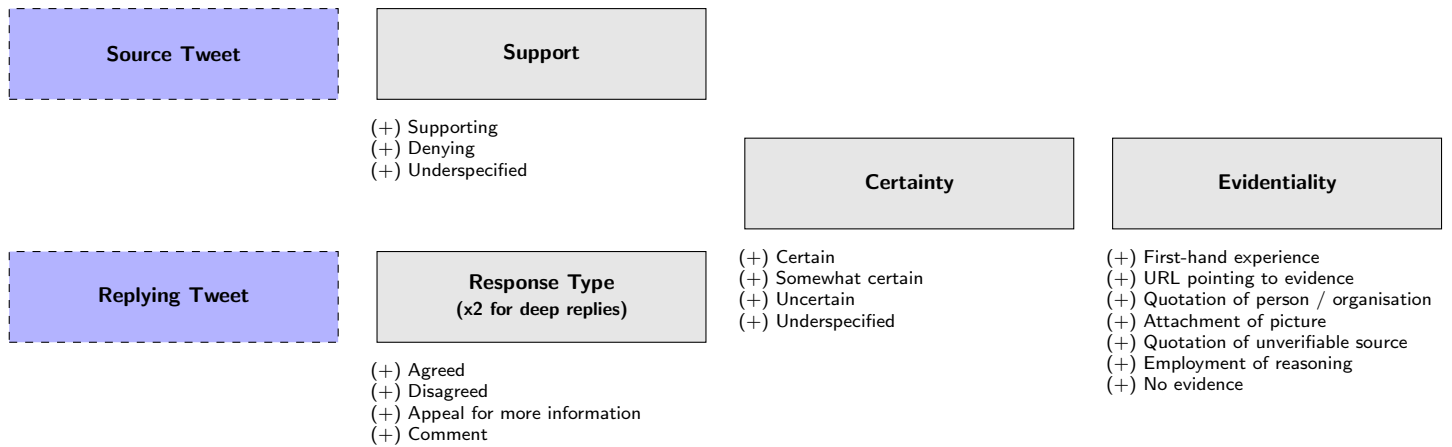 Source Tweet
Support
(+) Supporting
(+) Denying
(+) Underspecified
Replying Tweet
Response Type
(x2 for deep replies)
(+) Agreed
(+) Disagreed
(+) Appeal for more information
(+) Comment
Certainty
(+) Certain
(+) Somewhat certain
(+) Uncertain
(+) Underspecified
Evidentiality
(+) First-hand experience
(+) URL pointing to evidence
(+) Quotation of person / organisation
(+) Attachment of picture
(+) Quotation of unverifiable source
(+) Employment of reasoning
(+) No evidence